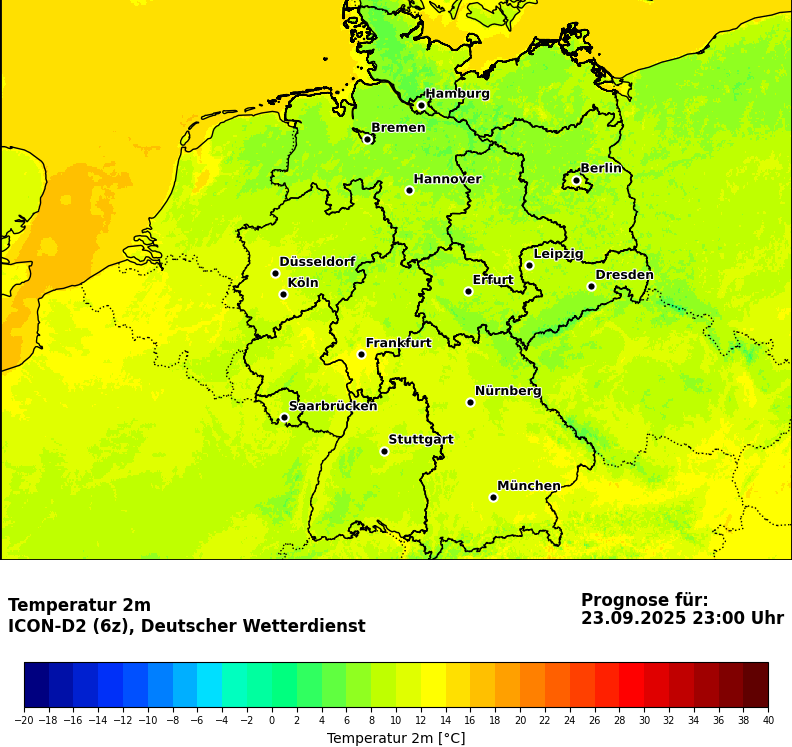 Hamburg
Bremen
Berlin
Hannover
Leipzig
Düsseldorf
Dresden
Köln
Erfurt
Frankfurt
Nürnberg
Saarbrücken
Stuttgart
München
Temperatur 2m
ICON-D2 (6z), Deutscher Wetterdienst
Prognose für:
23.09.2025 23:00 Uhr
−20 −18 −16 −14 −12 −10 −8 −6 −4 −2 0 2 4 6 8 10 12 14 16 18 20 22 24 26 28 30 32 34 36 38 40
Temperatur 2m [°C]